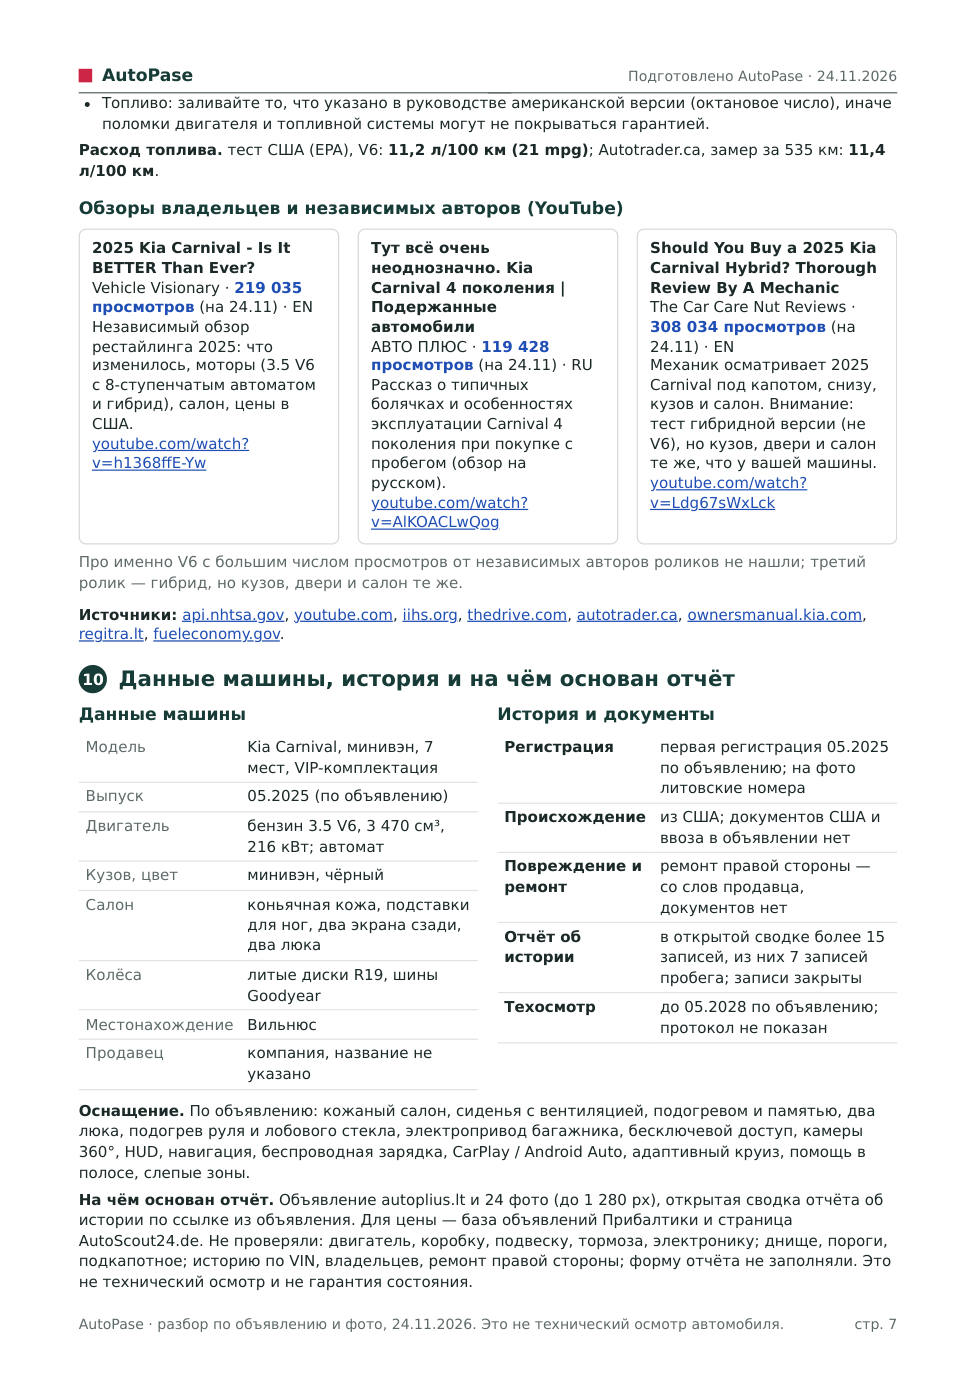 AutoPase
Подготовлено AutoPase · 24.11.2026
• Топливо: заливайте то, что указано в руководстве американской версии (октановое число), иначе
поломки двигателя и топливной системы могут не покрываться гарантией.
Расход топлива. тест США (EPA), V6: 11,2 л/100 км (21 mpg); Autotrader.ca, замер за 535 км: 11,4
л/100 км.
Обзоры владельцев и независимых авторов (YouTube)
2025 Kia Carnival - Is It
BETTER Than Ever?
Vehicle Visionary · 219 035
просмотров (на 24.11) · EN
Независимый обзор
рестайлинга 2025: что
изменилось, моторы (3.5 V6
с 8-ступенчатым автоматом
и гибрид), салон, цены в
США.
youtube.com/watch?
v=h1368ffE-Yw
Тут всё очень
неоднозначно. Kia
Carnival 4 поколения |
Подержанные
автомобили
АВТО ПЛЮС · 119 428
просмотров (на 24.11) · RU
Рассказ о типичных
болячках и особенностях
эксплуатации Carnival 4
поколения при покупке с
пробегом (обзор на
русском).
youtube.com/watch?
v=AlKOACLwQog
Should You Buy a 2025 Kia
Carnival Hybrid? Thorough
Review By A Mechanic
The Car Care Nut Reviews ·
308 034 просмотров (на
24.11) · EN
Механик осматривает 2025
Carnival под капотом, снизу,
кузов и салон. Внимание:
тест гибридной версии (не
V6), но кузов, двери и салон
те же, что у вашей машины.
youtube.com/watch?
v=Ldg67sWxLck
Про именно V6 с большим числом просмотров от независимых авторов роликов не нашли; третий
ролик — гибрид, но кузов, двери и салон те же.
Источники: api.nhtsa.gov, youtube.com, iihs.org, thedrive.com, autotrader.ca, ownersmanual.kia.com,
regitra.lt, fueleconomy.gov.
10 Данные машины, история и на чём основан отчёт
Данные машины
Модель Kia Carnival, минивэн, 7
мест, VIP-комплектация
Выпуск 05.2025 (по объявлению)
Двигатель бензин 3.5 V6, 3 470 см³,
216 кВт; автомат
Кузов, цвет минивэн, чёрный
Салон коньячная кожа, подставки
для ног, два экрана сзади,
два люка
Колёса литые диски R19, шины
Goodyear
Местонахождение Вильнюс
Продавец компания, название не
указано
История и документы
Регистрация первая регистрация 05.2025
по объявлению; на фото
литовские номера
Происхождение из США; документов США и
ввоза в объявлении нет
Повреждение и ремонт правой стороны —
ремонт со слов продавца,
документов нет
Отчёт об в открытой сводке более 15
истории записей, из них 7 записей
пробега; записи закрыты
Техосмотр до 05.2028 по объявлению;
протокол не показан
Оснащение. По объявлению: кожаный салон, сиденья с вентиляцией, подогревом и памятью, два
люка, подогрев руля и лобового стекла, электропривод багажника, бесключевой доступ, камеры
360°, HUD, навигация, беспроводная зарядка, CarPlay / Android Auto, адаптивный круиз, помощь в
полосе, слепые зоны.
На чём основан отчёт. Объявление autoplius.lt и 24 фото (до 1 280 px), открытая сводка отчёта об
истории по ссылке из объявления. Для цены — база объявлений Прибалтики и страница
AutoScout24.de. Не проверяли: двигатель, коробку, подвеску, тормоза, электронику; днище, пороги,
подкапотное; историю по VIN, владельцев, ремонт правой стороны; форму отчёта не заполняли. Это
не технический осмотр и не гарантия состояния.
AutoPase · разбор по объявлению и фото, 24.11.2026. Это не технический осмотр автомобиля.
стр. 7